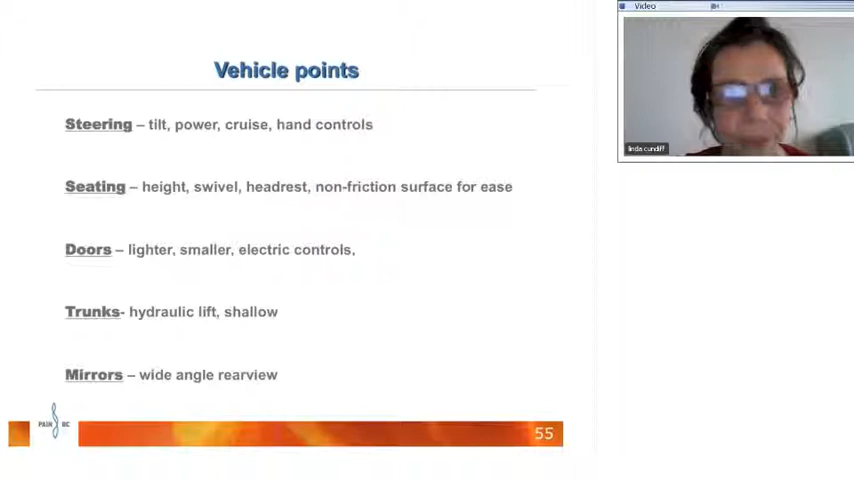 Video
linda cundiff
Vehicle points
Steering – tilt, power, cruise, hand controls
Seating – height, swivel, headrest, non-friction surface for ease
Doors – lighter, smaller, electric controls,
Trunks- hydraulic lift, shallow
Mirrors – wide angle rearview
PAIN BC
55